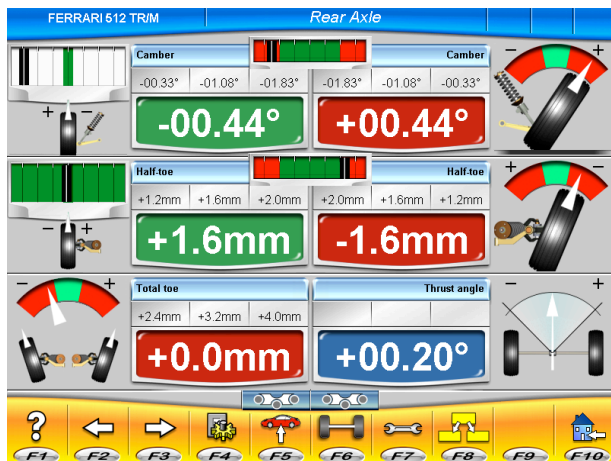 FERRARI 512 TR/M Rear Axle
Camber Camber
-00.33° -01.08° -01.83° -01.83° -01.08° -00.33°
-00.44° +00.44°
+ -
- +
Half-toe Half-toe
+1.2mm +1.6mm +2.0mm +2.0mm +1.6mm +1.2mm
+1.6mm -1.6mm
- +
+ -
Total toe Thrust angle
+2.4mm +3.2mm +4.0mm
+0.0mm +00.20°
- +
- +
?
F1 F2 F3 F4 F5 F6 F7 F8 F9 F10